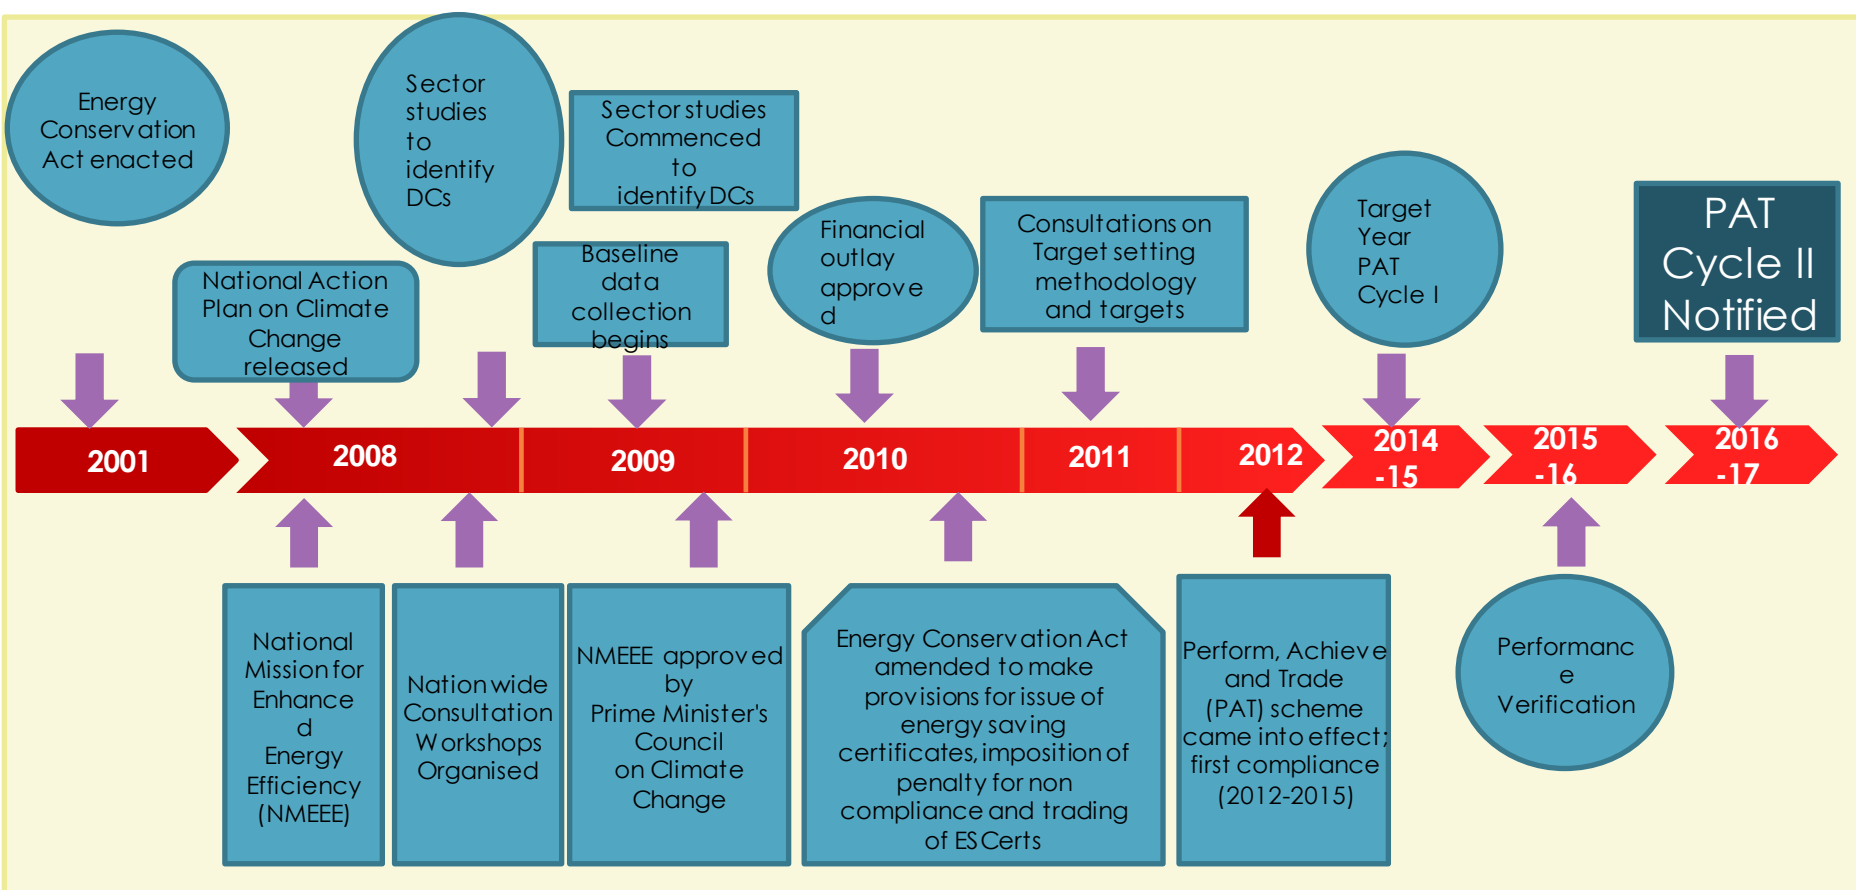 Energy
Conservation
Act enacted
National Action
Plan on Climate
Change
released
Sector
studies
to
identify
DCs
Sector studies
Commenced
to
identify DCs
Baseline
data
collection
begins
Financial
outlay
approve
d
Consultations on
Target setting
methodology
and targets
Target
Year
PAT
Cycle I
PAT
Cycle II
Notified
2001
2008
2009
2010
2011
2012
2014
-15
2015
-16
2016
-17
National
Mission for
Enhance
d
Energy
Efficiency
(NMEEE)
Nation wide
Consultation
Workshops
Organised
NMEEE approved
by
Prime Minister's
Council
on Climate
Change
Energy Conservation Act
amended to make
provisions for issue of
energy saving
certificates, imposition of
penalty for non
compliance and trading
of ESCerts
Perform, Achieve
and Trade
(PAT) scheme
came into effect;
first compliance
(2012-2015)
Performanc
e
Verification